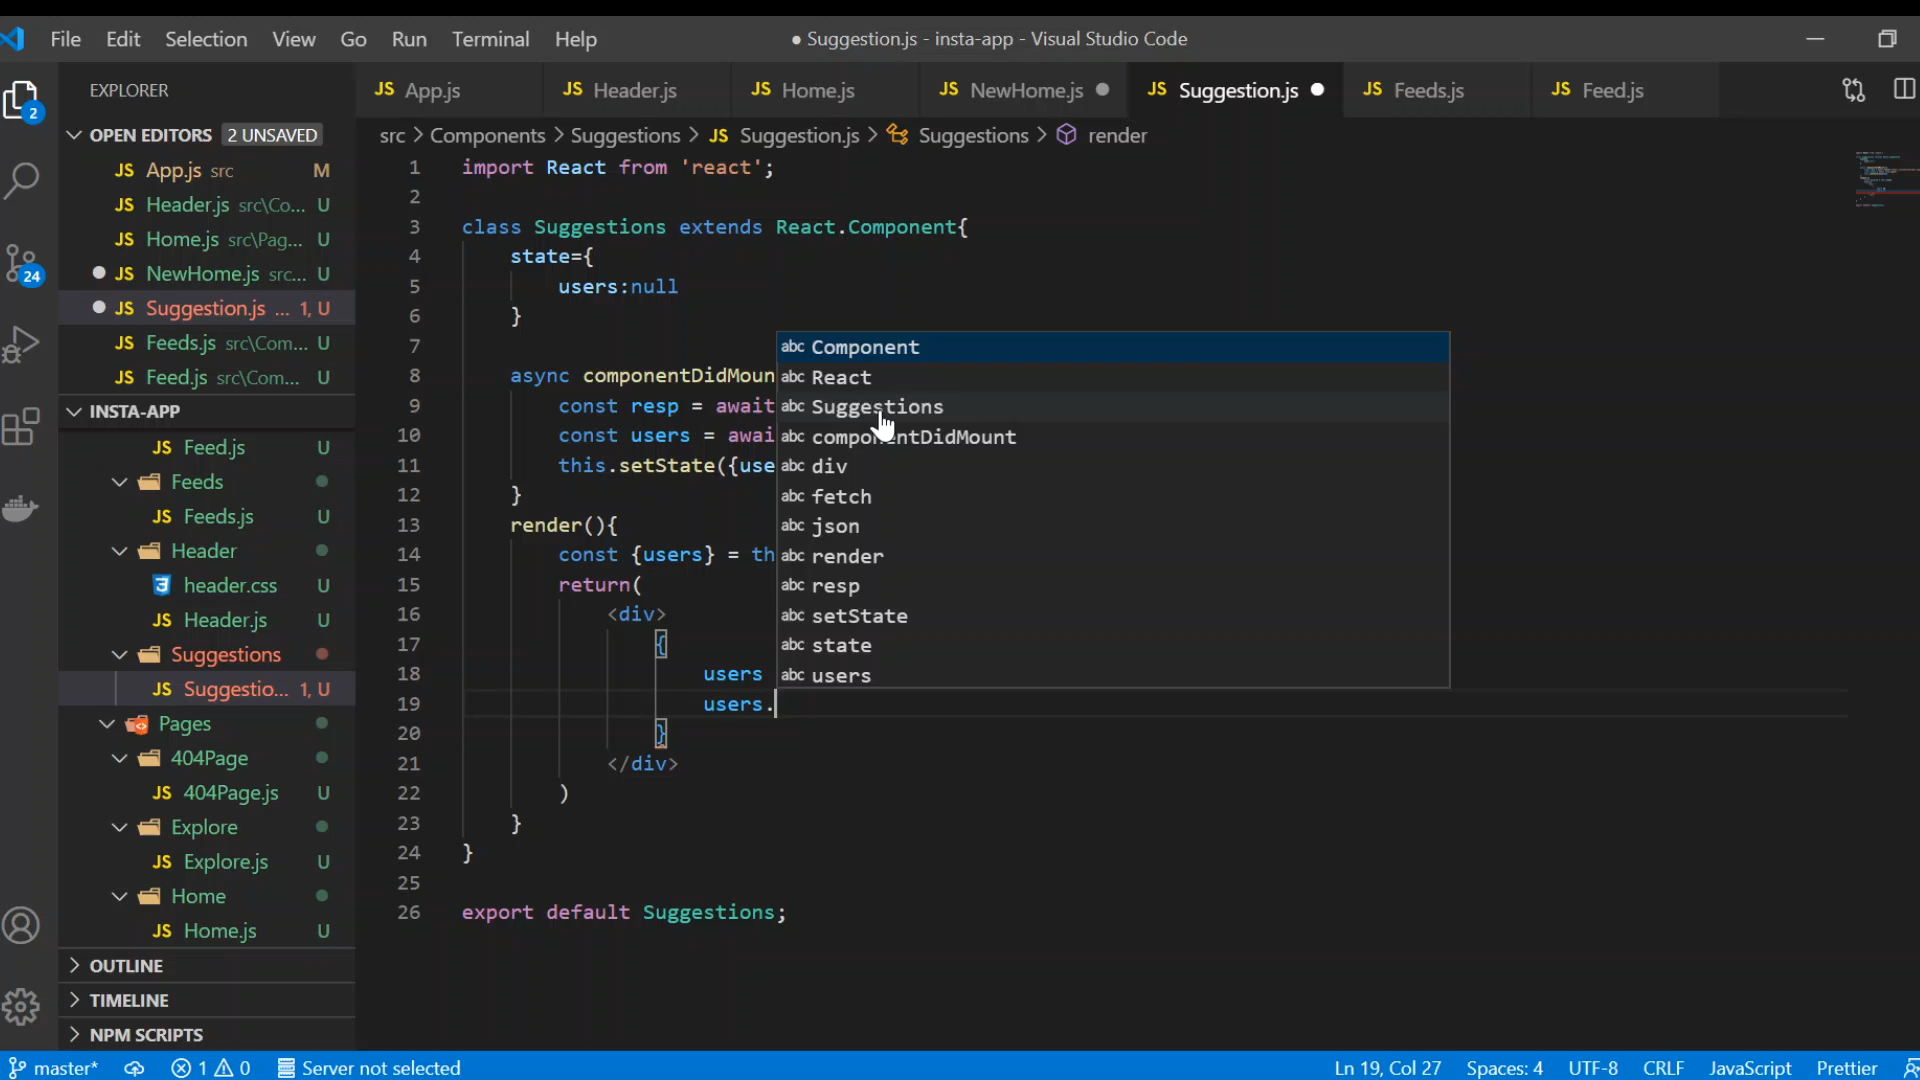 File Edit Selection View Go Run Terminal Help
● Suggestion.js - insta-app - Visual Studio Code
EXPLORER
JS App.js
JS Header.js
JS Home.js
JS NewHome.js
JS Suggestion.js
JS Feeds.js
JS Feed.js
2
OPEN EDITORS 2 UNSAVED
JS App.js src M
JS Header.js src\Co... U
JS Home.js src\Pag... U
JS NewHome.js src... U
JS Suggestion.js ... 1, U
JS Feeds.js src\Com... U
JS Feed.js src\Com... U
24
INSTA-APP
JS Feed.js U
Feeds
JS Feeds.js U
Header
header.css U
JS Header.js U
Suggestions
JS Suggestio... 1, U
Pages
404Page
JS 404Page.js U
Explore
JS Explore.js U
Home
JS Home.js U
OUTLINE
TIMELINE
NPM SCRIPTS
src > Components > Suggestions > JS Suggestion.js > Suggestions > render
1 import React from 'react';
2
3 class Suggestions extends React.Component{
4 state={
5 users:null
6 }
7
8 async componentDidMoun
9 const resp = await
10 const users = awai
11 this.setState({use
12 }
13 render(){
14 const {users} = th
15 return(
16 <div>
17 {
18 users
19 users.
20 }
21 </div>
22 )
23 }
24 }
25
26 export default Suggestions;
abc Component
abc React
abc Suggestions
abc componentDidMount
abc div
abc fetch
abc json
abc render
abc resp
abc setState
abc state
abc users
master* 1 0 Server not selected
Ln 19, Col 27 Spaces: 4 UTF-8 CRLF JavaScript Prettier